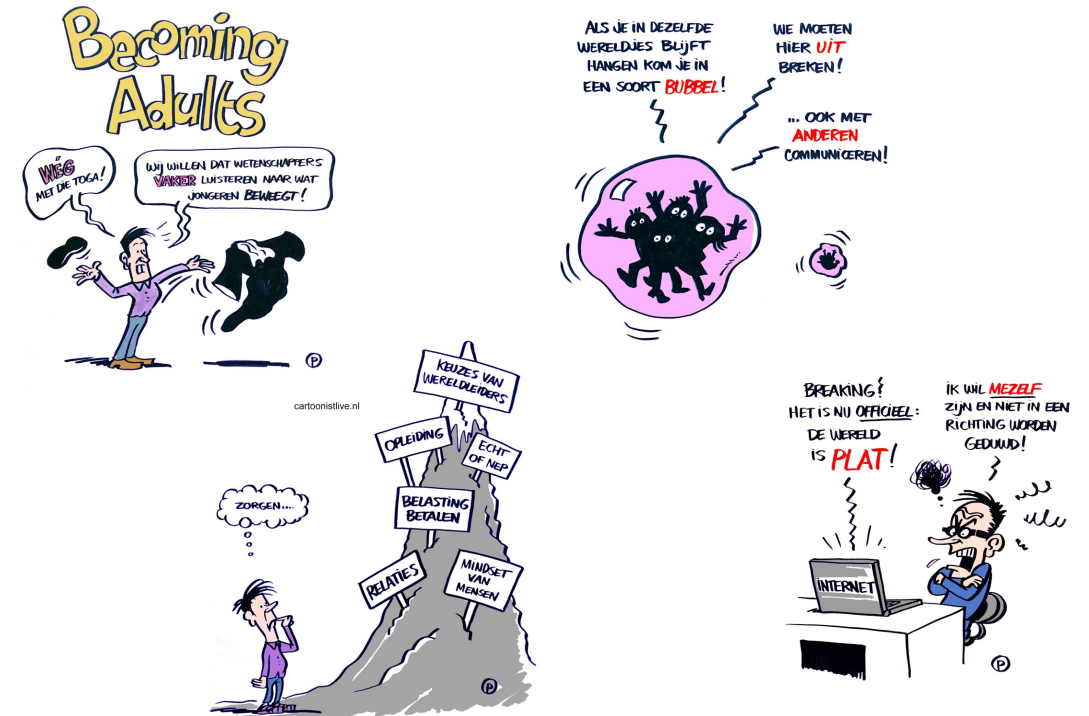 Becoming
Adults
WÉG
MET DIE TOGA!
WIJ WILLEN DAT WETENSCHAPPERS
VAKER LUISTEREN NAAR WAT
JONGEREN BEWEEGT!
P
ALS JE IN DEZELFDE
WERELDJES BLIJFT
HANGEN KOM JE IN
EEN SOORT BUBBEL!
WE MOETEN
HIER UIT
BREKEN!
... OOK MET
ANDEREN
COMMUNICEREN!
cartoonistlive.nl
ZORGEN....
KEUZES VAN
WERELDLEIDERS
OPLEIDING
ECHT
OF NEP
BELASTING
BETALEN
RELATIES
MINDSET
VAN
MENSEN
P
BREAKING!
HET IS NU OFFICIEEL:
DE WERELD
IS PLAT!
IK WIL MEZELF
ZIJN EN NIET IN EEN
RICHTING WORDEN
GEDUWD!
INTERNET
P